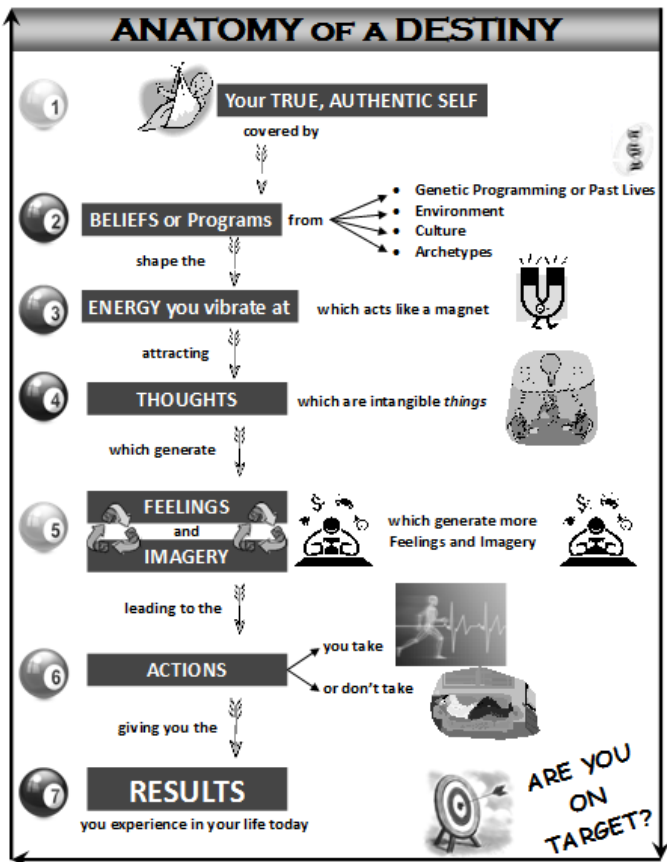 ANATOMY OF A DESTINY
1
Your TRUE, AUTHENTIC SELF
covered by
2
BELIEFS or Programs
from
• Genetic Programming or Past Lives
• Environment
• Culture
• Archetypes
shape the
3
ENERGY you vibrate at
which acts like a magnet
attracting
4
THOUGHTS
which are intangible things
which generate
5
FEELINGS
and
IMAGERY
which generate more
Feelings and Imagery
leading to the
6
ACTIONS
you take
or don't take
giving you the
7
RESULTS
you experience in your life today
ARE YOU
ON
TARGET?